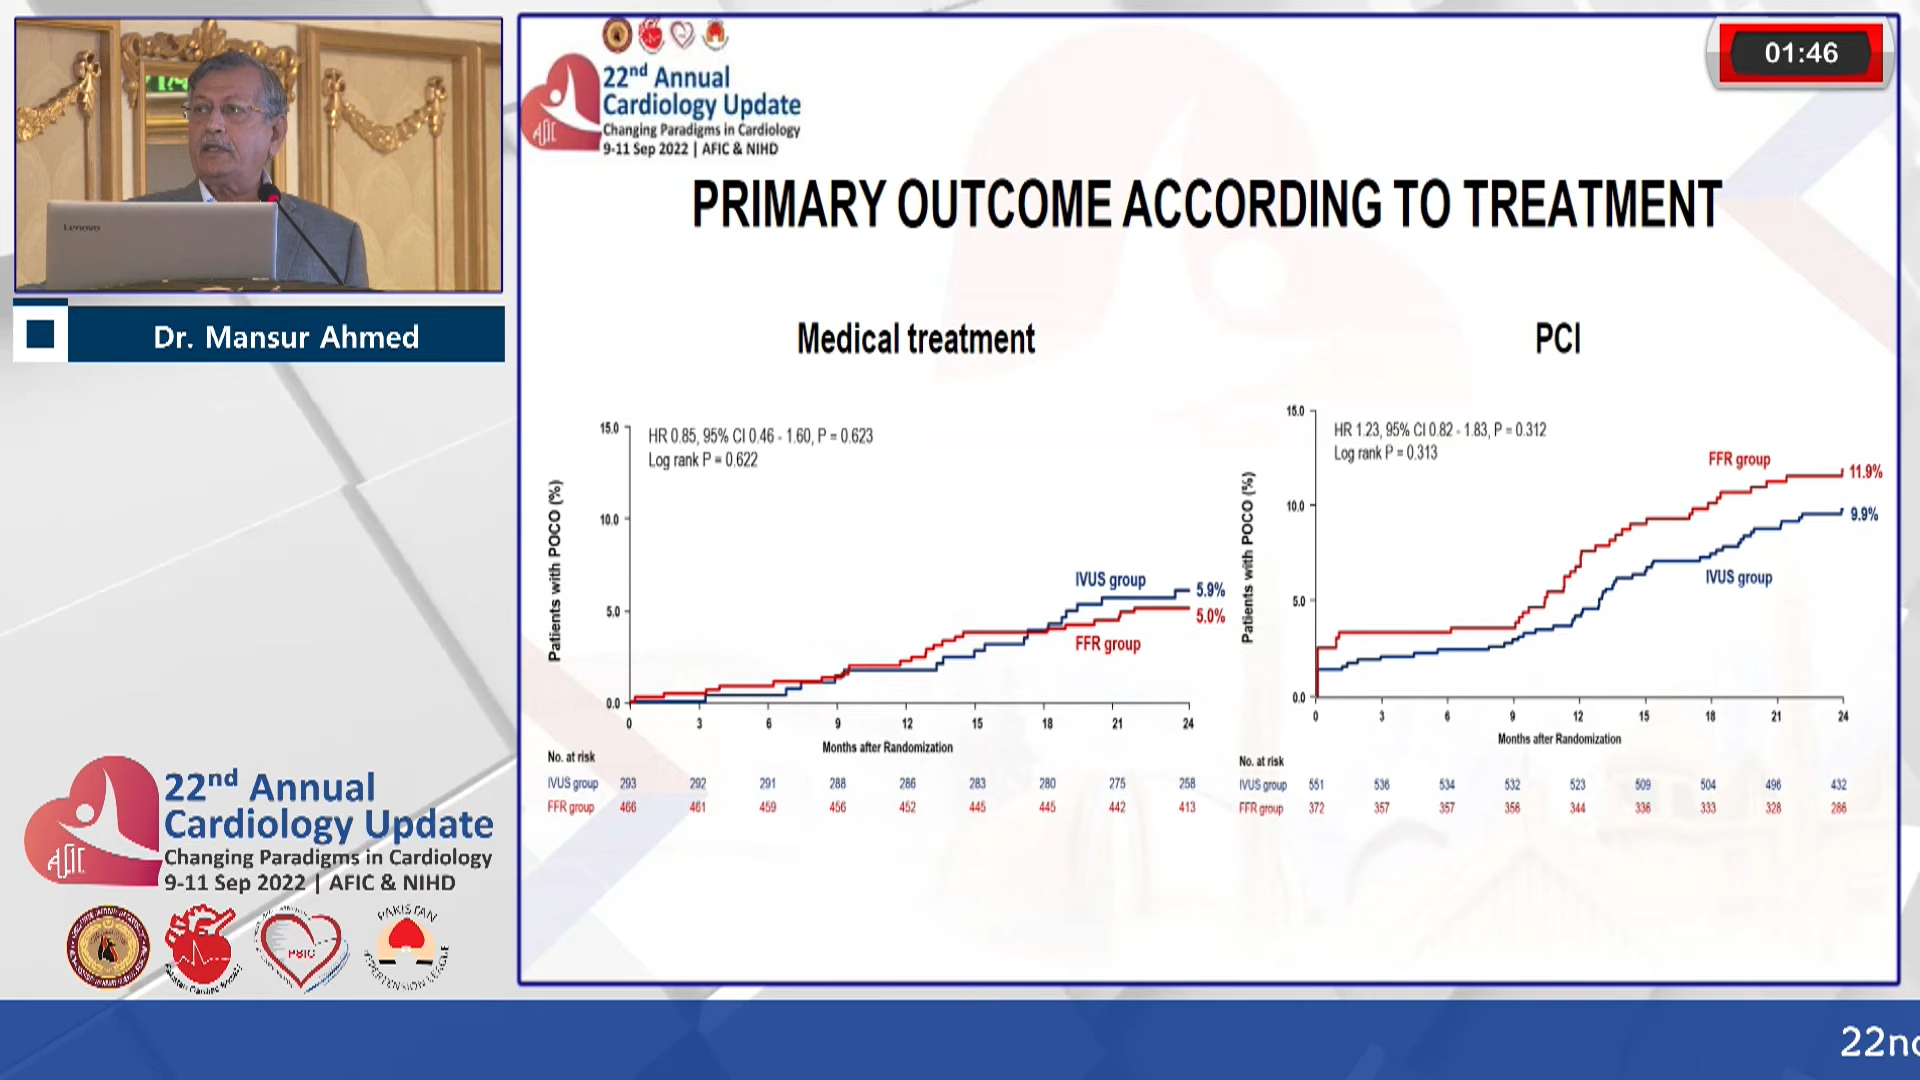 Lenovo
Dr. Mansur Ahmed
22nd Annual
Cardiology Update
Changing Paradigms in Cardiology
9-11 Sep 2022 | AFIC & NIHD
01:46
PRIMARY OUTCOME ACCORDING TO TREATMENT
Medical treatment
HR 0.85, 95% CI 0.46 - 1.60, P = 0.623
Log rank P = 0.622
Patients with POCO (%)
15.0
10.0
5.0
0.0
IVUS group
5.9%
5.0%
FFR group
0 3 6 9 12 15 18 21 24
Months after Randomization
No. at risk
IVUS group 293 292 291 288 286 283 280 275 258
FFR group 466 461 459 456 452 445 445 442 413
PCI
HR 1.23, 95% CI 0.82 - 1.83, P = 0.312
Log rank P = 0.313
Patients with POCO (%)
15.0
10.0
5.0
0.0
FFR group
11.9%
9.9%
IVUS group
0 3 6 9 12 15 18 21 24
Months after Randomization
No. at risk
IVUS group 551 536 534 532 523 509 504 496 432
FFR group 372 357 357 356 344 336 333 328 286
22nd Annual
Cardiology Update
Changing Paradigms in Cardiology
9-11 Sep 2022 | AFIC & NIHD
PAKISTAN
HYPERTENSION LEAGUE
22nd